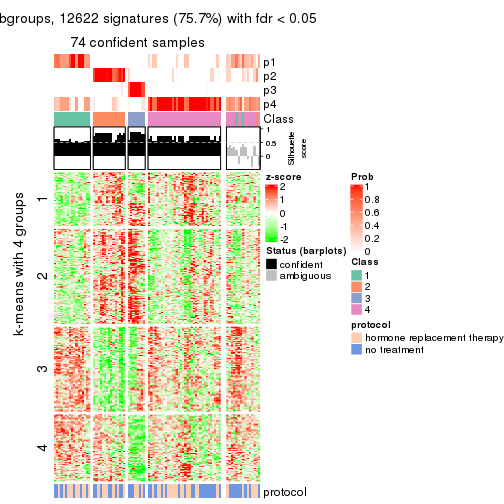 bgroups, 12622 signatures (75.7%) with fdr < 0.05
74 confident samples
p1
p2
p3
p4
Class
1
0.5
0
Silhouette
score
k-means with 4 groups
1
2
3
4
z-score
2
1
0
-1
-2
Status (barplots)
confident
ambiguous
Prob
1
0.8
0.6
0.4
0.2
0
Class
1
2
3
4
protocol
hormone replacement therapy
no treatment
protocol